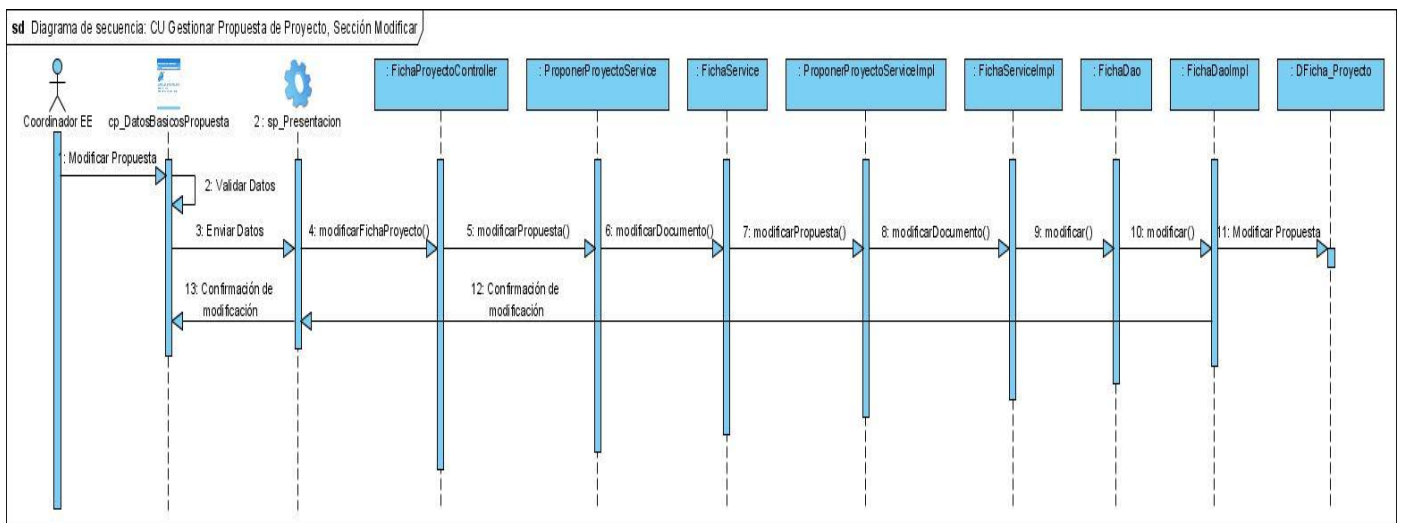 sd Diagrama de secuencia: CU Gestionar Propuesta de Proyecto, Sección Modificar
: FichaProyectoController
: ProponerProyectoService
: FichaService
: ProponerProyectoServiceImpl
: FichaServiceImpl
: FichaDao
: FichaDaoImpl
: DFicha_Proyecto
Coordinador EE
cp_DatosBasicosPropuesta
2 : sp_Presentacion
1: Modificar Propuesta
2: Validar Datos
3: Enviar Datos
4: modificarFichaProyecto()
5: modificarPropuesta()
6: modificarDocumento()
7: modificarPropuesta()
8: modificarDocumento()
9: modificar()
10: modificar()
11: Modificar Propuesta
13: Confirmación de
modificación
12: Confirmación de
modificación